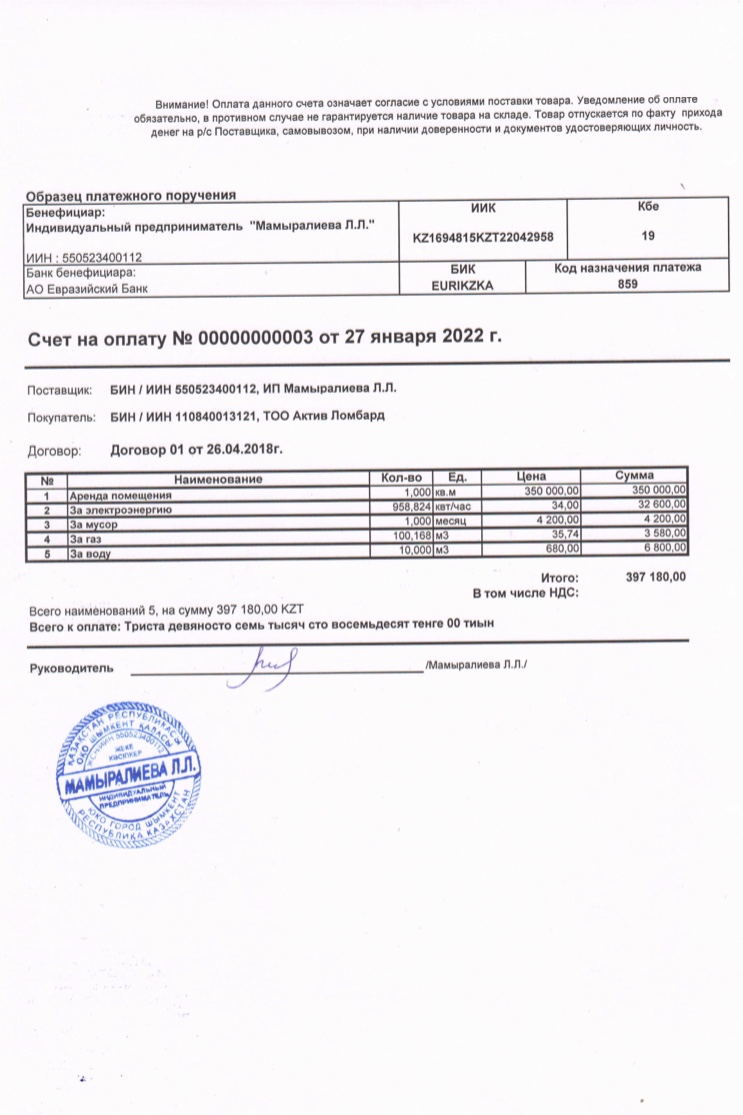 Внимание! Оплата данного счета означает согласие с условиями поставки товара. Уведомление об оплате
обязательно, в противном случае не гарантируется наличие товара на складе. Товар отпускается по факту прихода
денег на р/с Поставщика, самовывозом, при наличии доверенности и документов удостоверяющих личность.
Образец платежного поручения
Бенефициар: ИИК Кбе
Индивидуальный предприниматель "Мамыралиева Л.Л."
KZ1694815KZT22042958 19
ИИН : 550523400112
Банк бенефициара: БИК Код назначения платежа
АО Евразийский Банк EURIKZKA 859
Счет на оплату № 00000000003 от 27 января 2022 г.
Поставщик: БИН / ИИН 550523400112, ИП Мамыралиева Л.Л.
Покупатель: БИН / ИИН 110840013121, ТОО Актив Ломбард
Договор: Договор 01 от 26.04.2018г.
№ Наименование Кол-во Ед. Цена Сумма
1 Аренда помещения 1,000 кв.м 350 000,00 350 000,00
2 За электроэнергию 958,824 квт/час 34,00 32 600,00
3 За мусор 1,000 месяц 4 200,00 4 200,00
4 За газ 100,168 м3 35,74 3 580,00
5 За воду 10,000 м3 680,00 6 800,00
Итого: 397 180,00
В том числе НДС:
Всего наименований 5, на сумму 397 180,00 KZT
Всего к оплате: Триста девяносто семь тысяч сто восемьдесят тенге 00 тиын
Руководитель /Мамыралиева Л.Л./
ҚАЗАҚСТАН РЕСПУБЛИКАСЫ
ОҚО ШЫМКЕНТ ҚАЛАСЫ
550523400112
ЖЕКЕ
КӘСІПКЕР
МАМЫРАЛИЕВА Л.Л.
ИНДИВИДУАЛЬНЫЙ
ПРЕДПРИНИМАТЕЛЬ
ЮКО ГОРОД ШЫМКЕНТ
РЕСПУБЛИКА КАЗАХСТАН